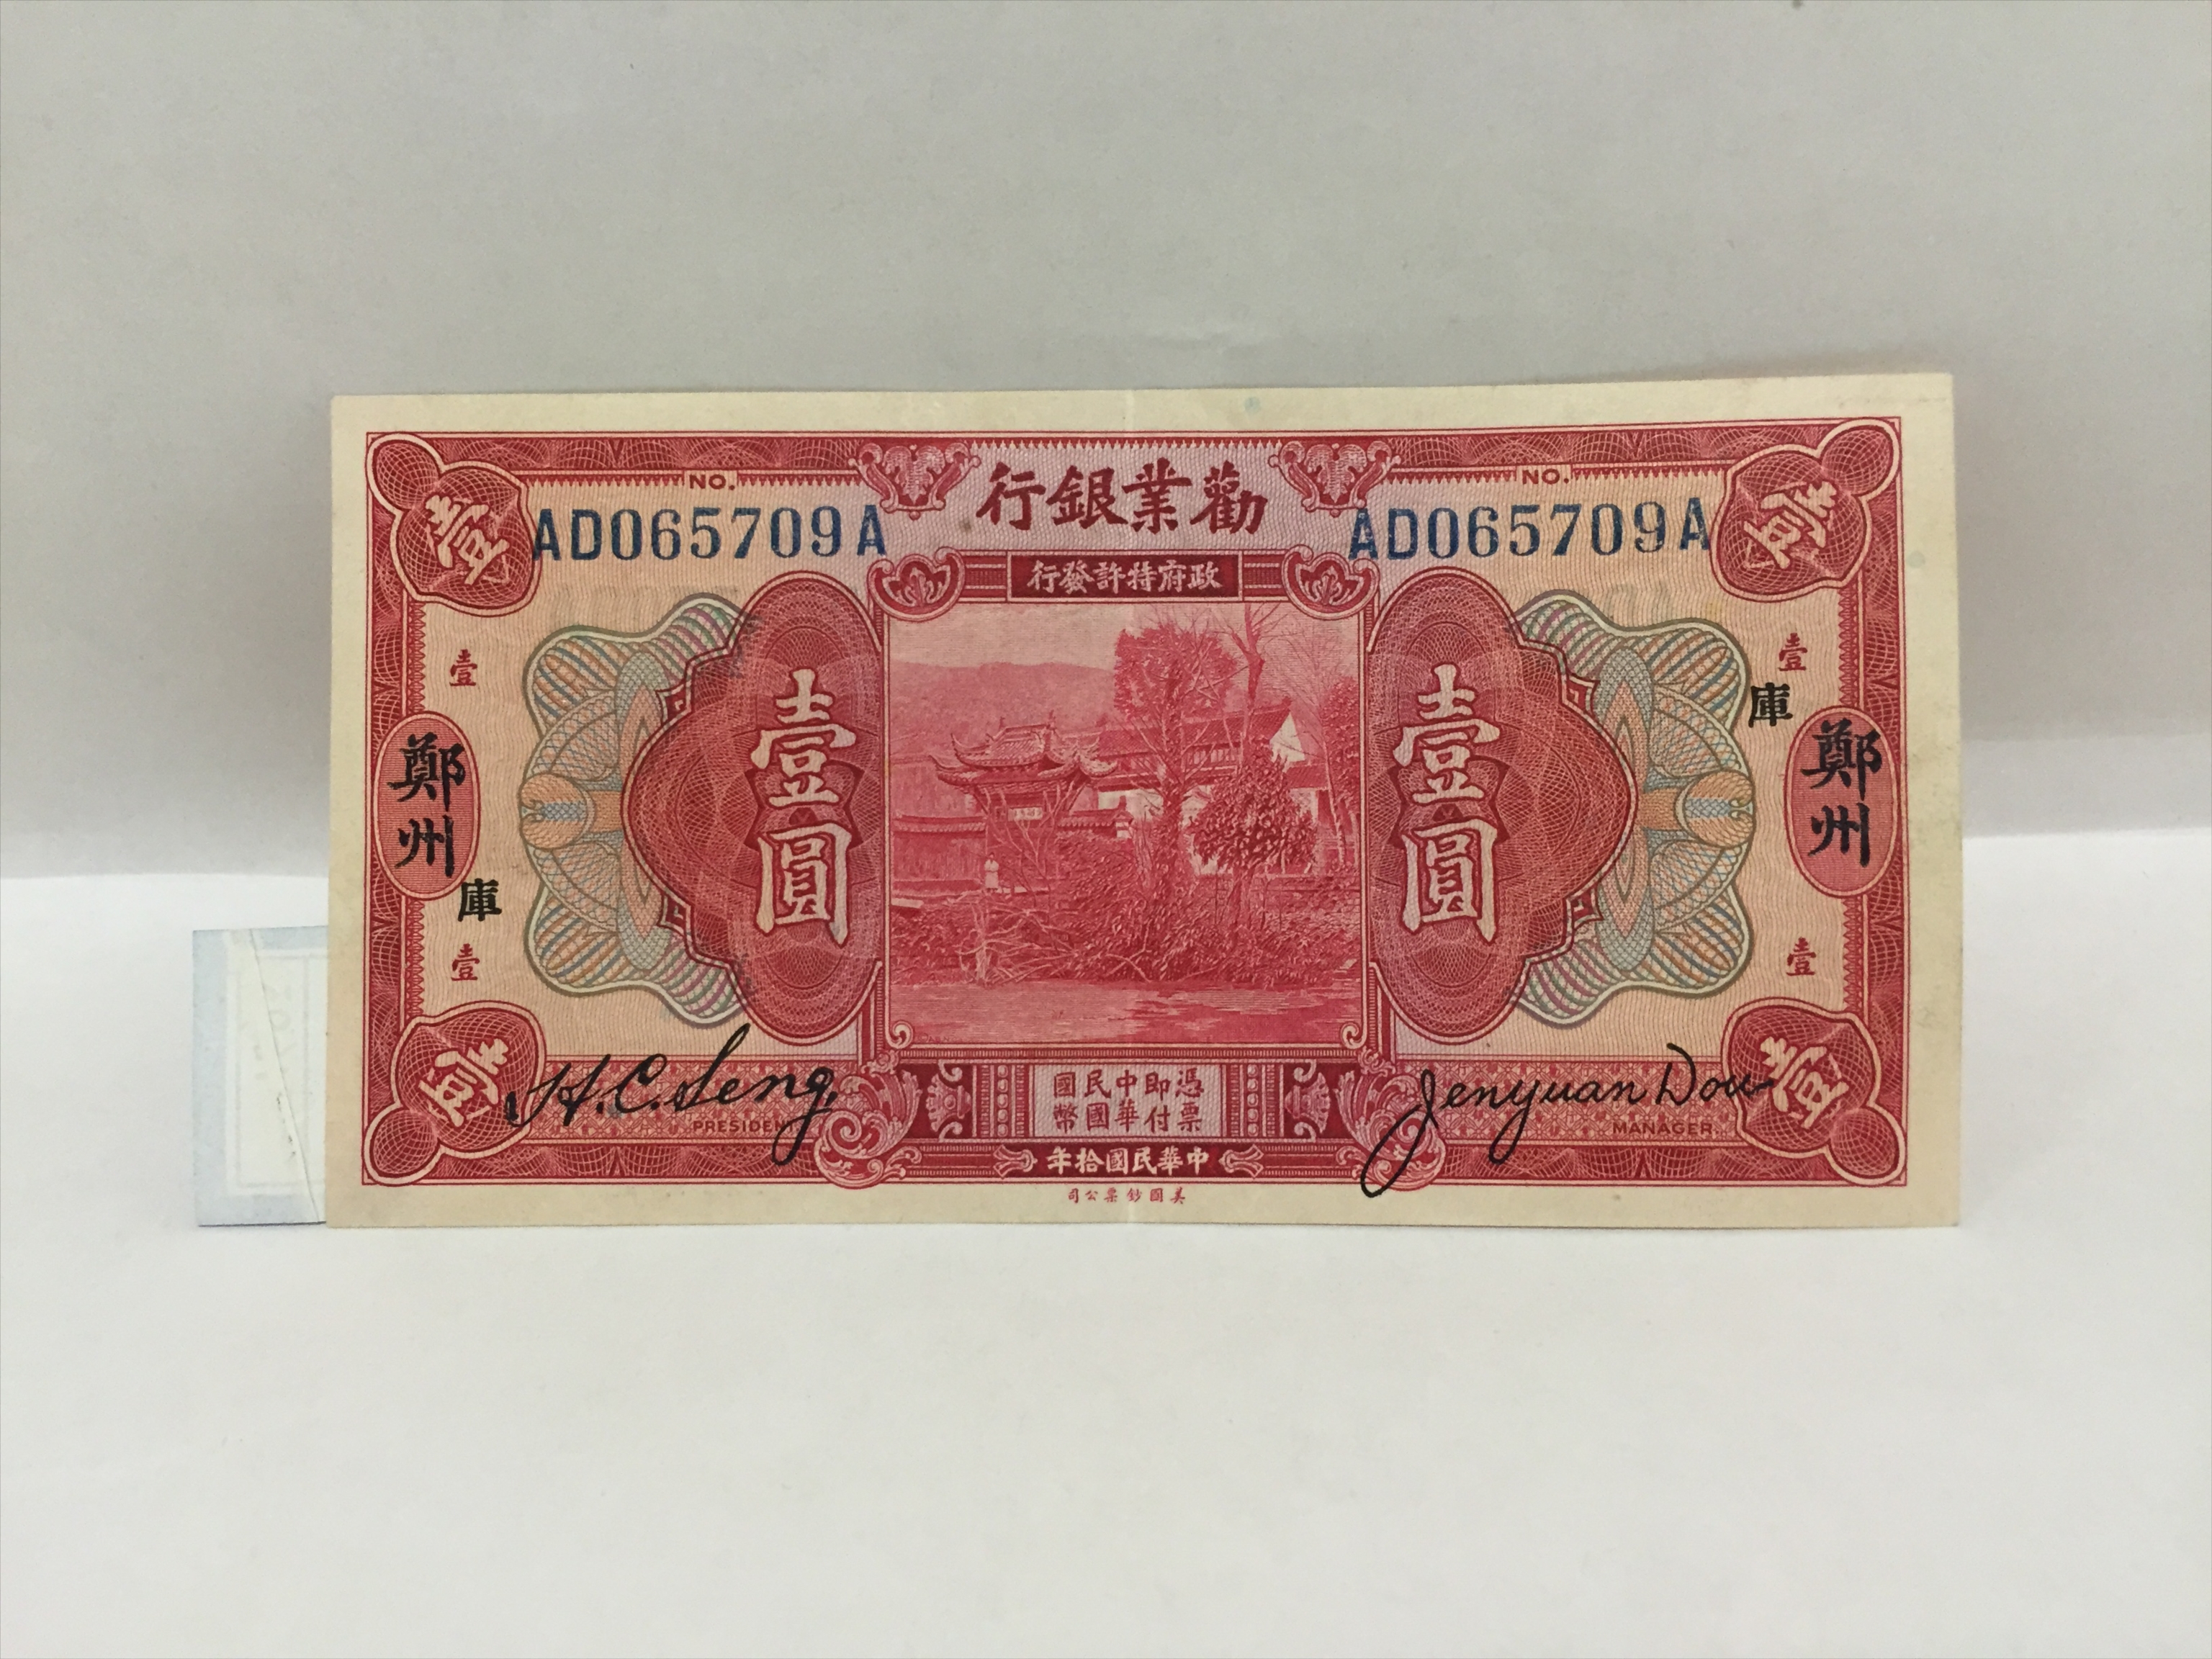 勸業銀行
NO.
AD065709A
NO.
AD065709A
政府特許發行
壹
壹
壹
壹
壹
壹
壹
壹
壹圓
壹圓
鄭州
鄭州
庫
庫
憑票即付中華民國國幣
H.C. Seng
PRESIDENT
Jenyuan Dou
MANAGER.
中華民國拾年
美國鈔票公司